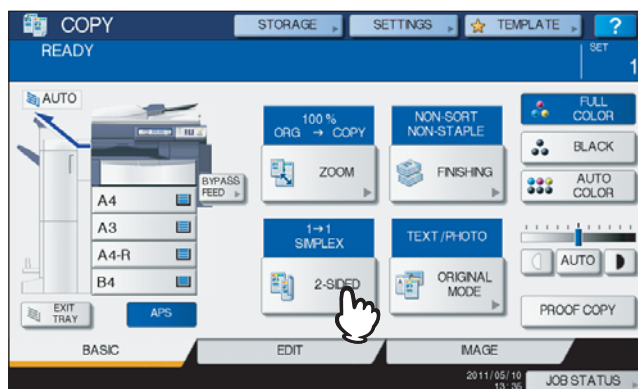 COPY
STORAGE
SETTINGS
TEMPLATE
?
READY
SET
1
AUTO
100 %
ORG → COPY
ZOOM
NON-SORT
NON-STAPLE
FINISHING
FULL
COLOR
BLACK
AUTO
COLOR
BYPASS
FEED
A4
A3
A4-R
B4
1→1
SIMPLEX
2-SIDED
TEXT/PHOTO
ORIGINAL
MODE
AUTO
EXIT
TRAY
APS
PROOF COPY
BASIC
EDIT
IMAGE
2011/05/10
13:35
JOB STATUS